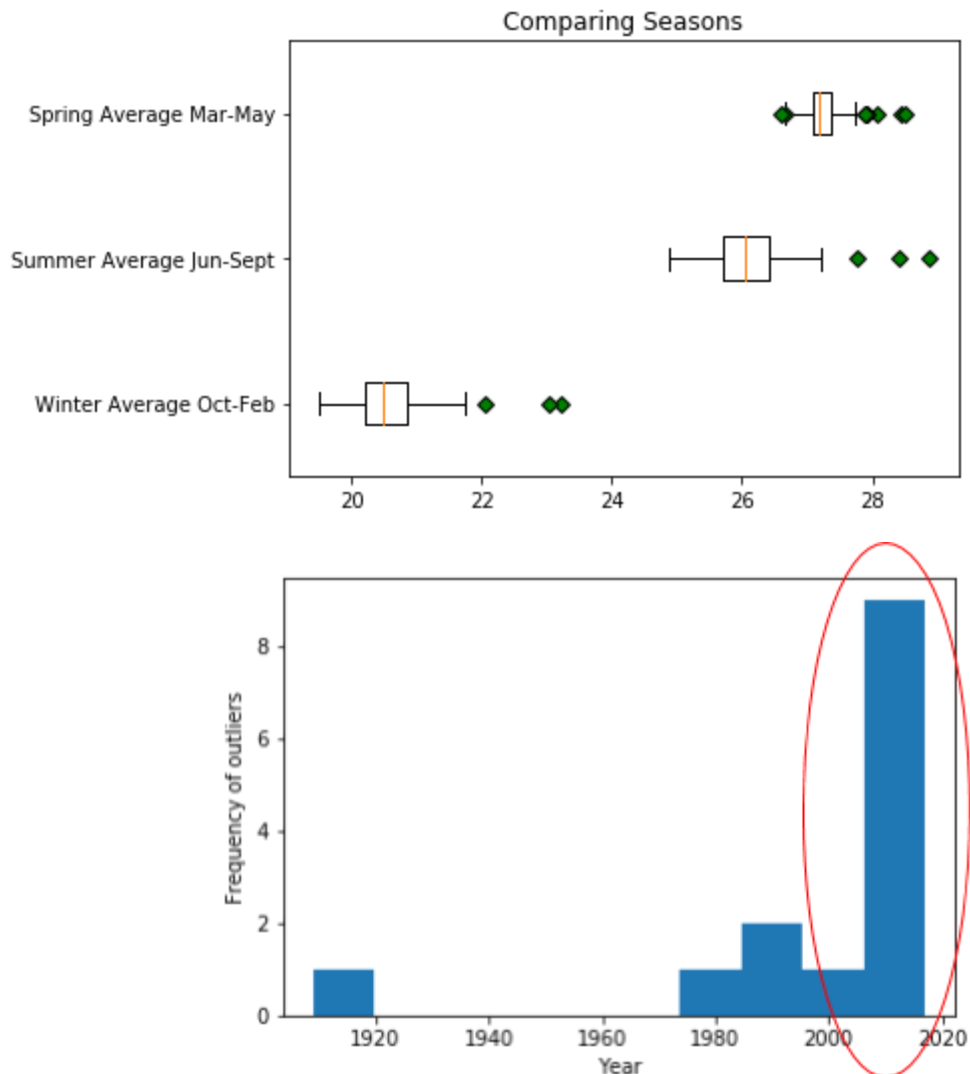 Comparing Seasons
Spring Average Mar-May
Summer Average Jun-Sept
Winter Average Oct-Feb
20 22 24 26 28
8
6
4
2
0
Frequency of outliers
1920 1940 1960 1980 2000 2020
Year